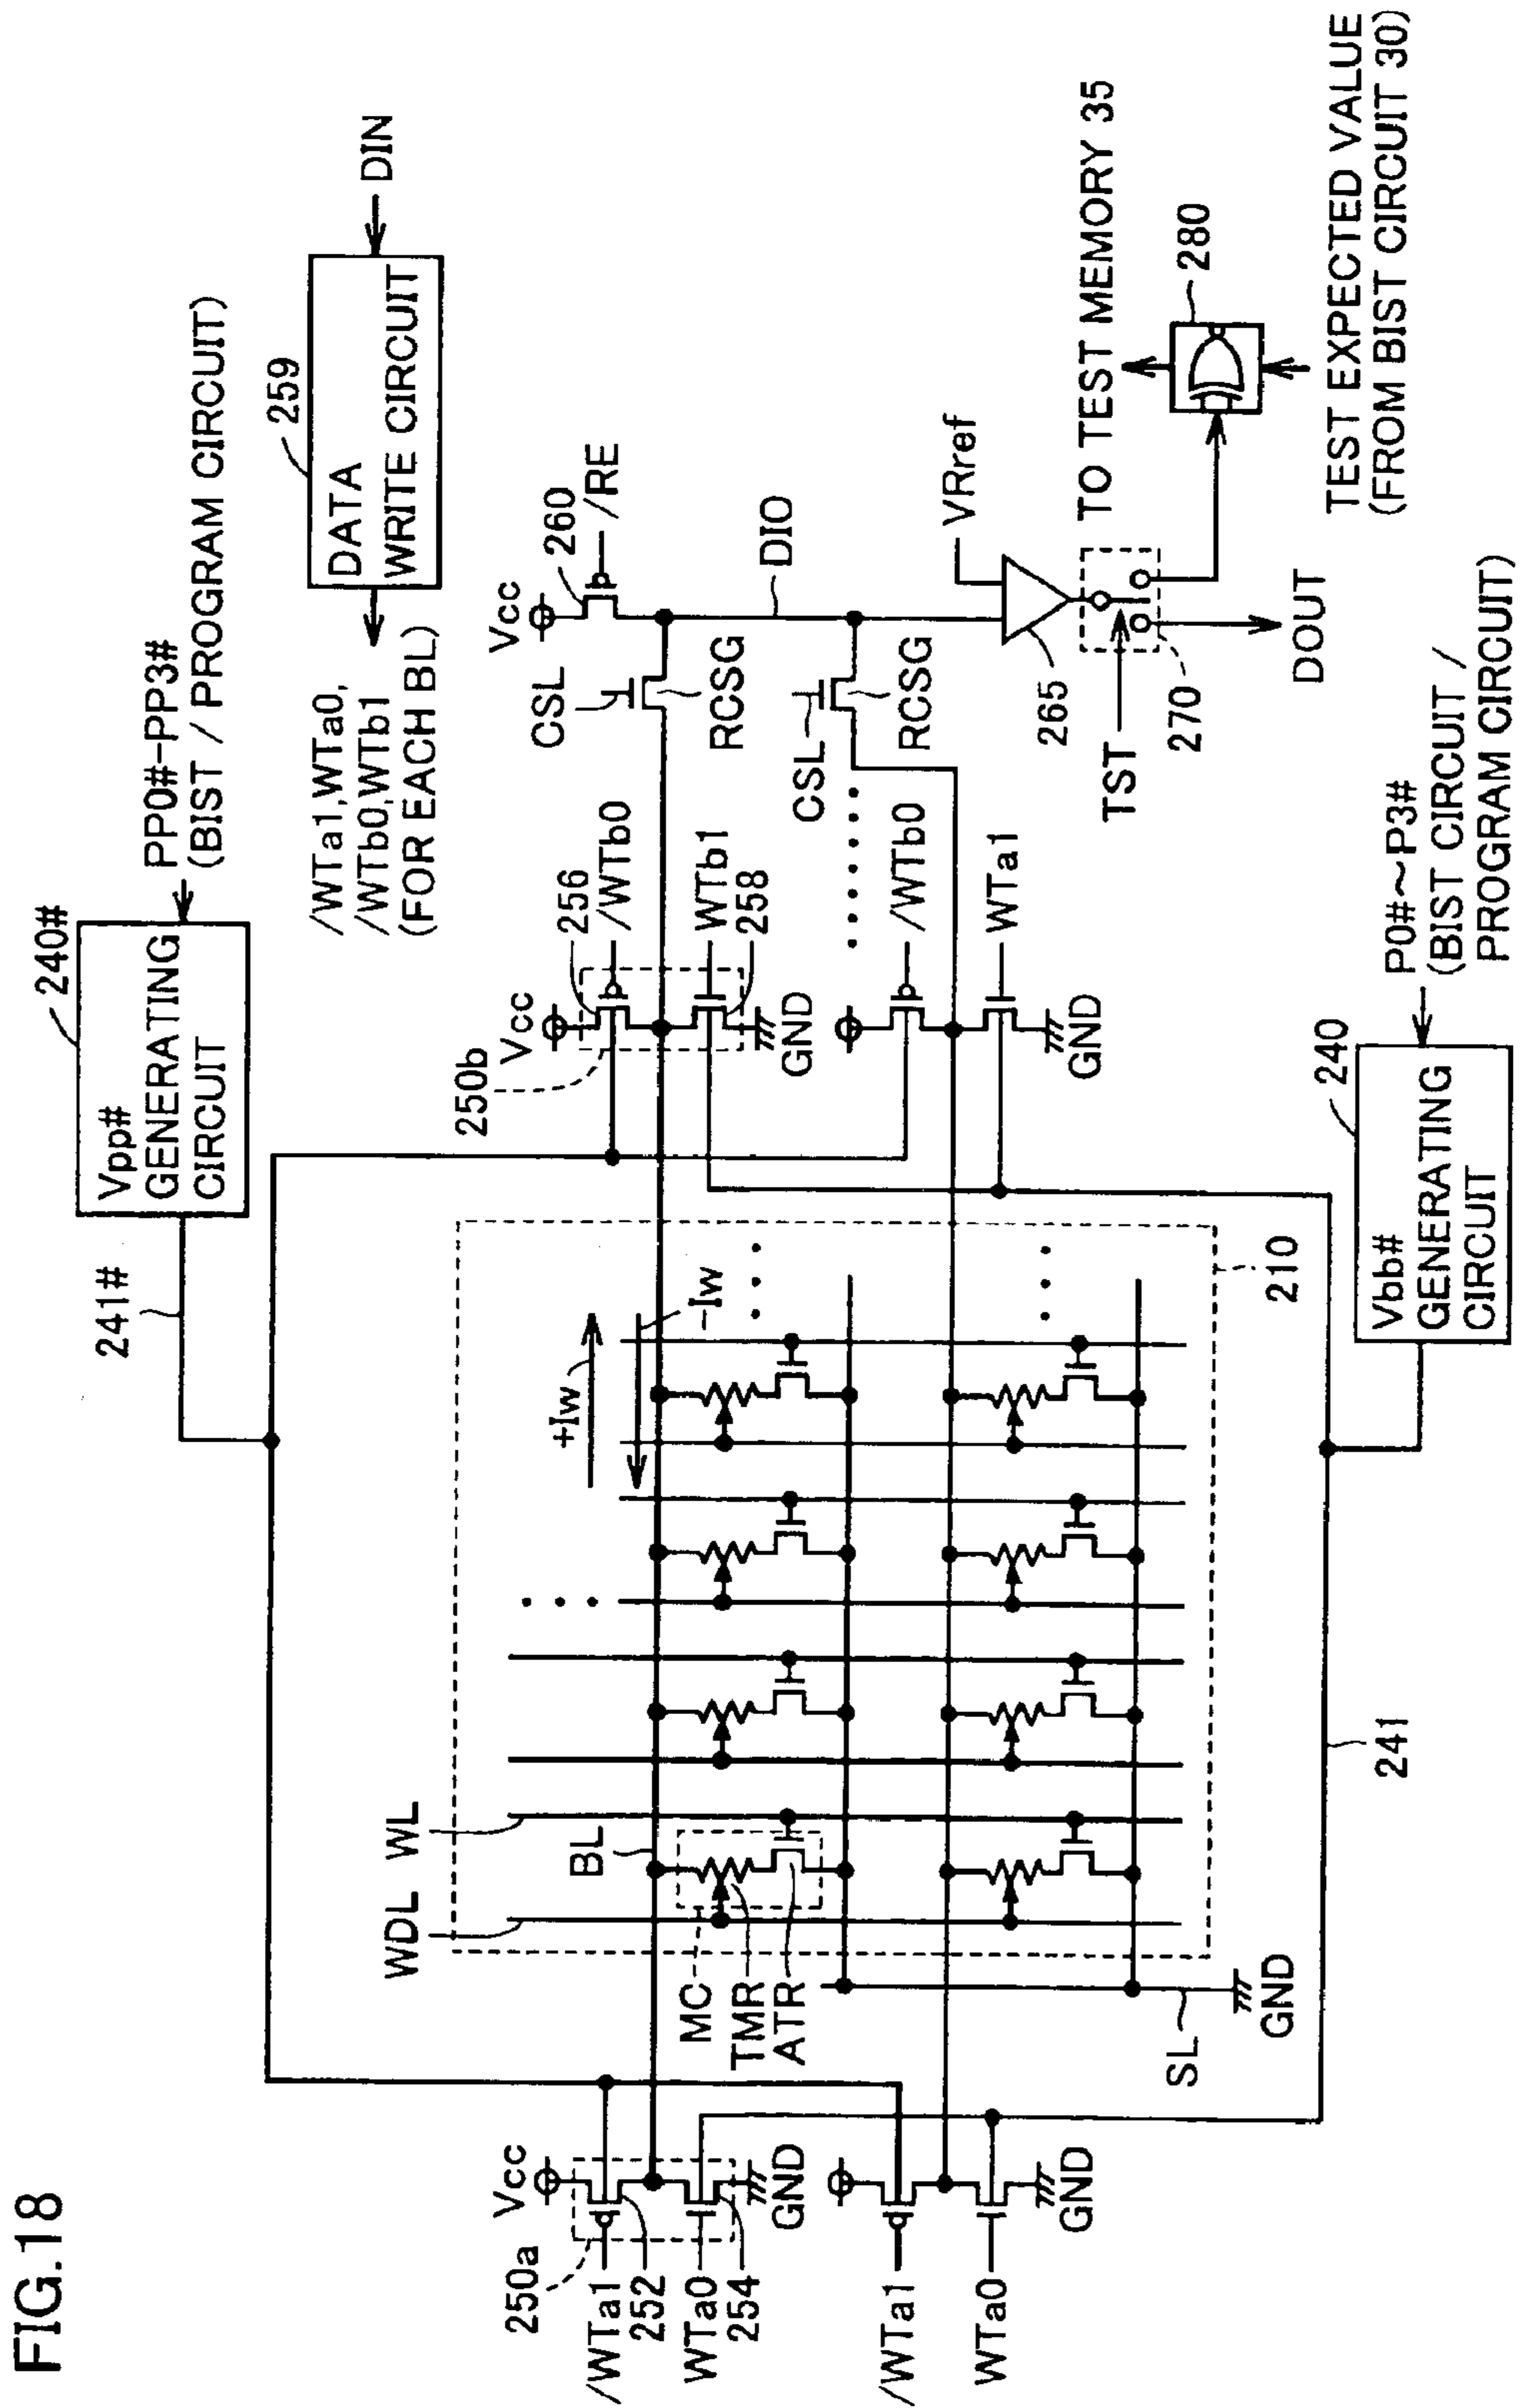 FIG.18
241#
240#
Vpp#
GENERATING
CIRCUIT
PP0#-PP3#
(BIST / PROGRAM CIRCUIT)
259
DATA
WRITE CIRCUIT
DIN
/WTa1,WTa0,
/WTb0,WTb1
(FOR EACH BL)
250a
Vcc
/WTa1
252
WTa0
254
GND
/WTa1
WTa0
GND
WDL
WL
BL
MC
TMR
ATR
SL
GND
+Iw
-Iw
210
250b
Vcc
256
/WTb0
WTb1
258
GND
/WTb0
WTa1
GND
CSL
RCSG
CSL
RCSG
Vcc
260
/RE
DIO
VRref
265
TST
270
DOUT
TO TEST MEMORY 35
280
TEST EXPECTED VALUE
(FROM BIST CIRCUIT 30)
241
240
Vbb#
GENERATING
CIRCUIT
P0#~P3#
(BIST CIRCUIT /
PROGRAM CIRCUIT)